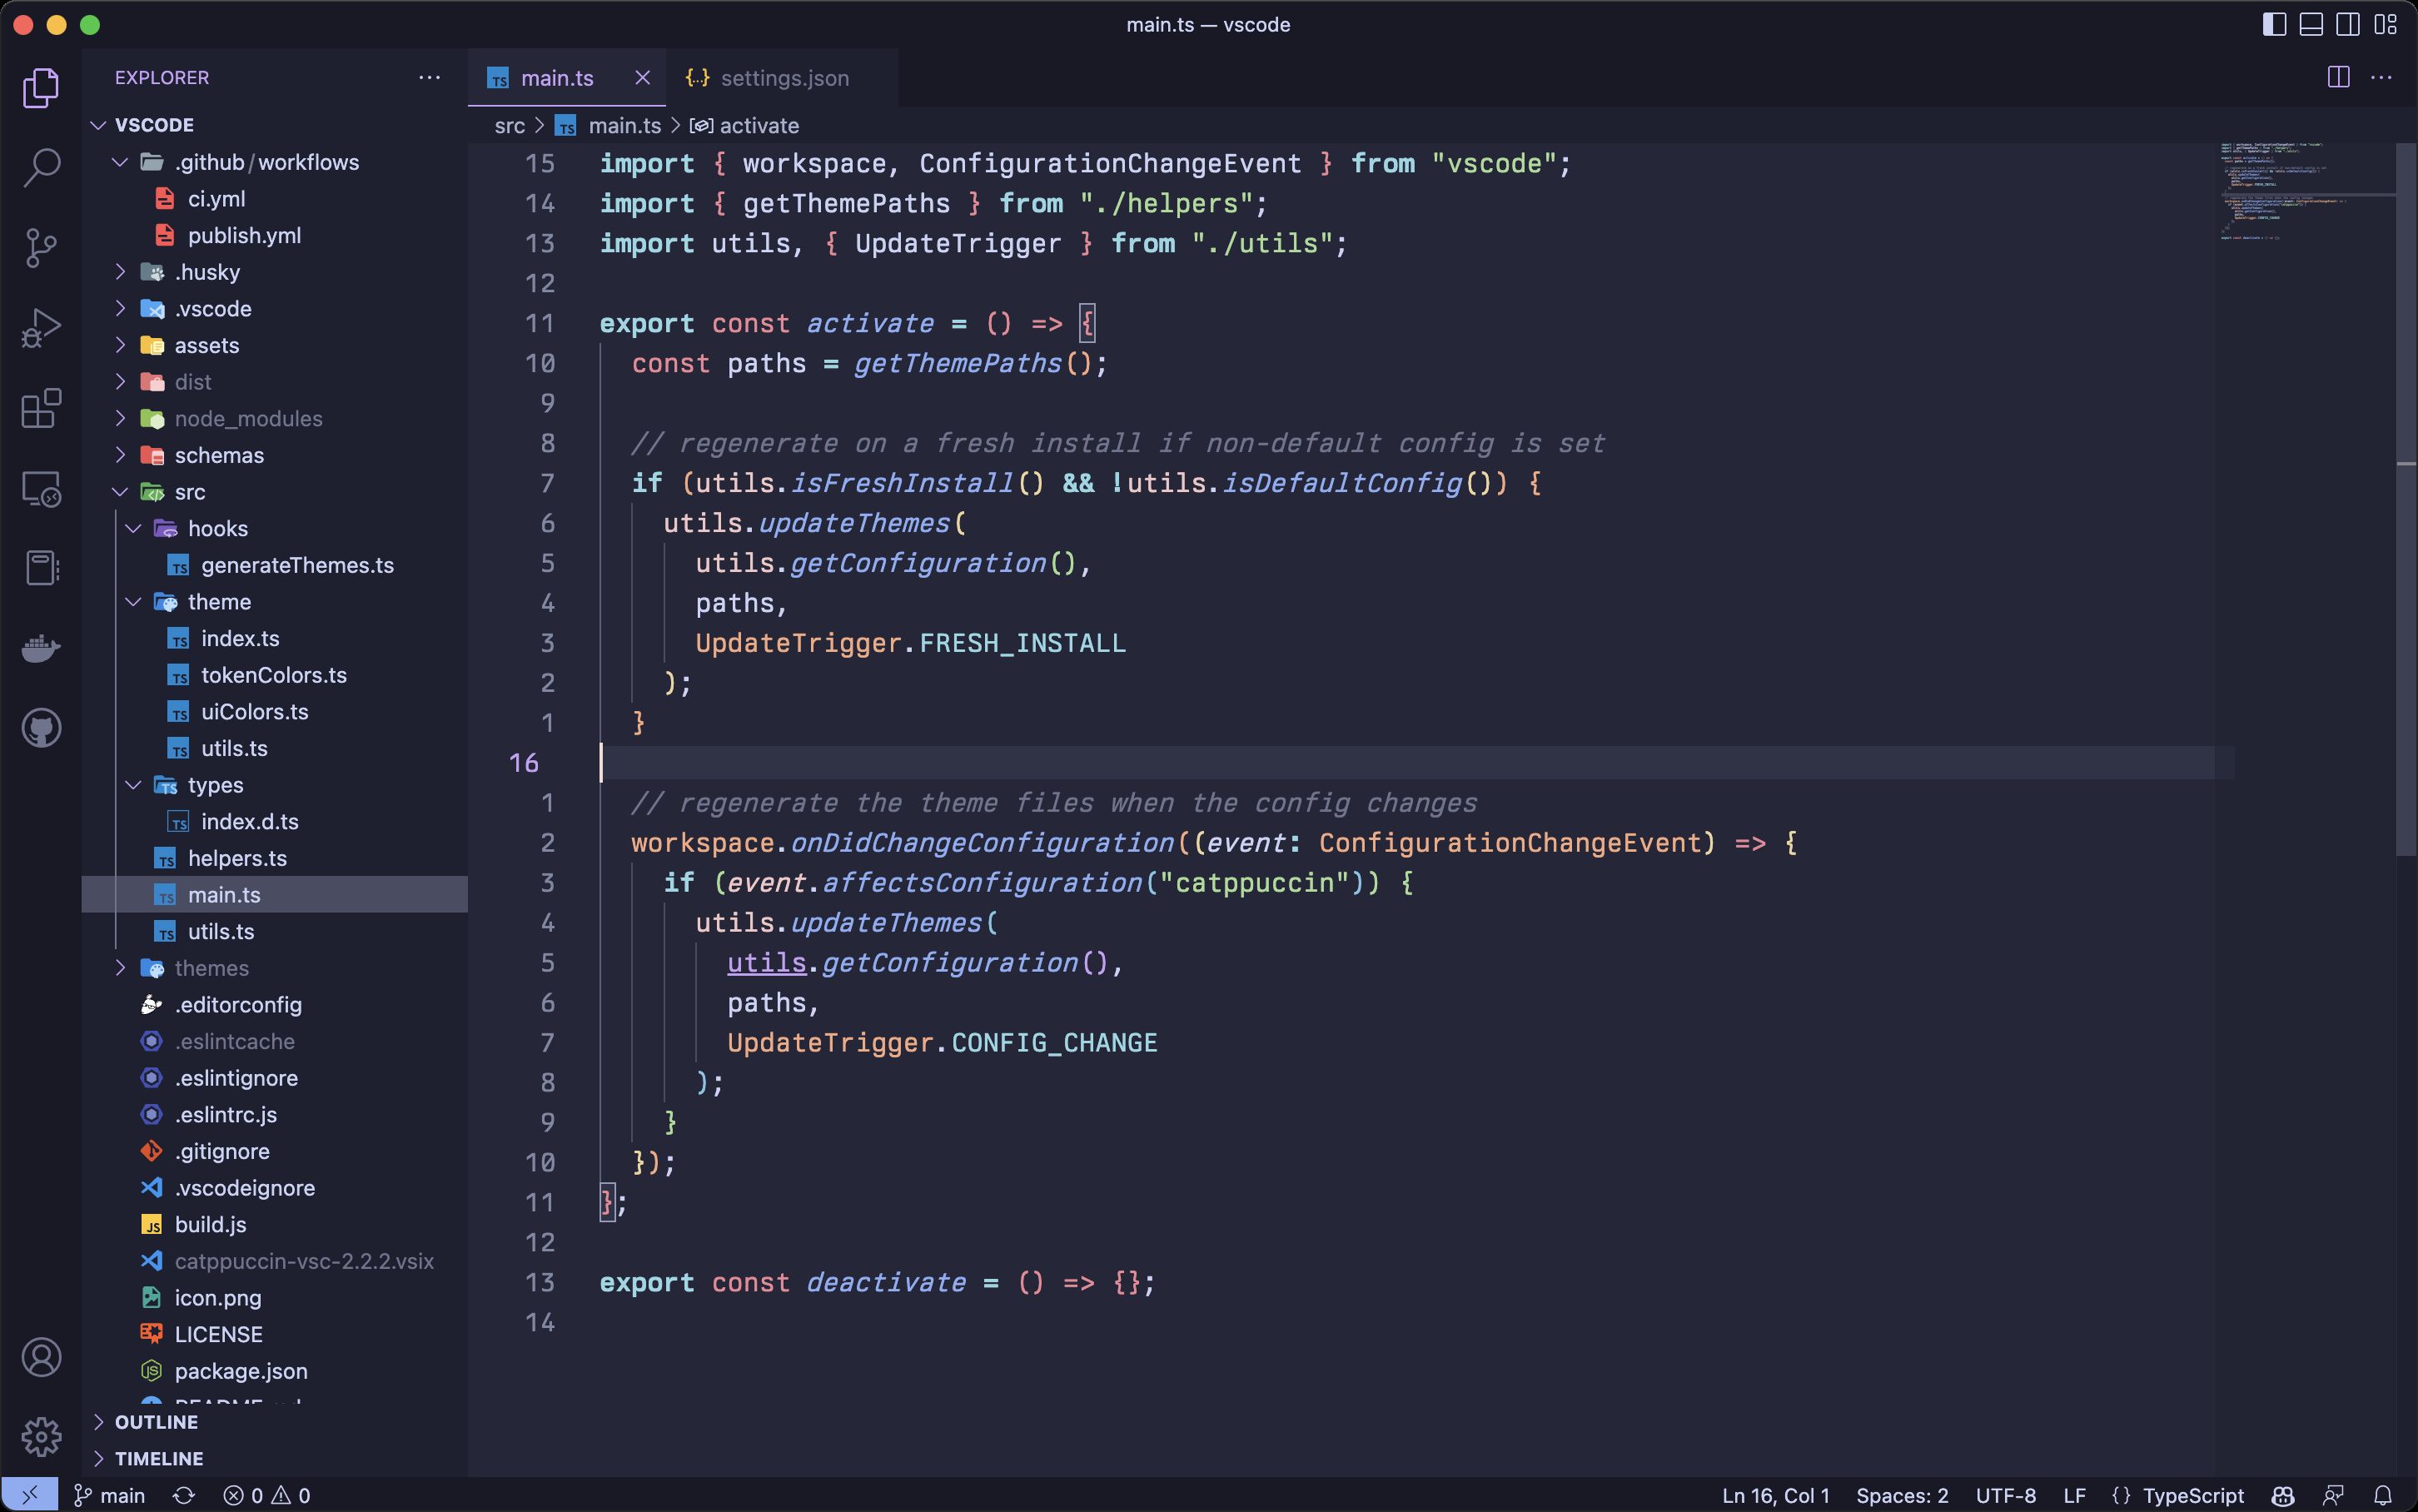 main.ts — vscode
EXPLORER
VSCODE
.github/workflows
ci.yml
publish.yml
.husky
.vscode
assets
dist
node_modules
schemas
src
hooks
generateThemes.ts
theme
index.ts
tokenColors.ts
uiColors.ts
utils.ts
types
index.d.ts
helpers.ts
main.ts
utils.ts
themes
.editorconfig
.eslintcache
.eslintignore
.eslintrc.js
.gitignore
.vscodeignore
build.js
catppuccin-vsc-2.2.2.vsix
icon.png
LICENSE
package.json
OUTLINE
TIMELINE
main.ts
settings.json
src > main.ts > activate
15 import { workspace, ConfigurationChangeEvent } from "vscode";
14 import { getThemePaths } from "./helpers";
13 import utils, { UpdateTrigger } from "./utils";
12
11 export const activate = () => {
10 const paths = getThemePaths();
9
8 // regenerate on a fresh install if non-default config is set
7 if (utils.isFreshInstall() && !utils.isDefaultConfig()) {
6 utils.updateThemes(
5 utils.getConfiguration(),
4 paths,
3 UpdateTrigger.FRESH_INSTALL
2 );
1 }
16
1 // regenerate the theme files when the config changes
2 workspace.onDidChangeConfiguration((event: ConfigurationChangeEvent) => {
3 if (event.affectsConfiguration("catppuccin")) {
4 utils.updateThemes(
5 utils.getConfiguration(),
6 paths,
7 UpdateTrigger.CONFIG_CHANGE
8 );
9 }
10 });
11 };
12
13 export const deactivate = () => {};
14
main 0 0 Ln 16, Col 1 Spaces: 2 UTF-8 LF {} TypeScript